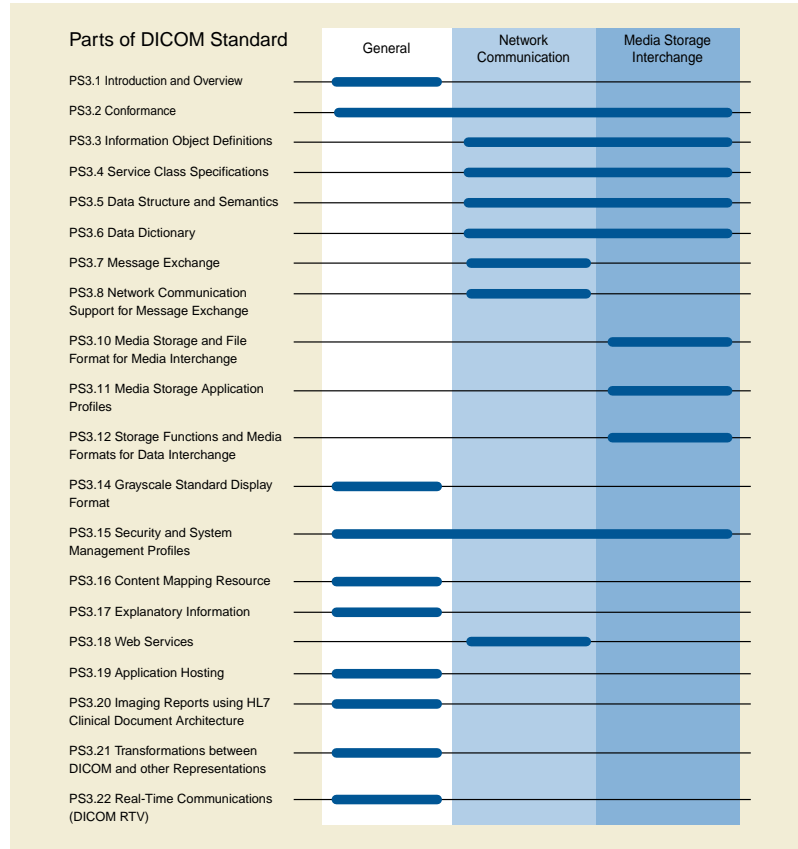 Parts of DICOM Standard
General
Network
Communication
Media Storage
Interchange
PS3.1 Introduction and Overview
PS3.2 Conformance
PS3.3 Information Object Definitions
PS3.4 Service Class Specifications
PS3.5 Data Structure and Semantics
PS3.6 Data Dictionary
PS3.7 Message Exchange
PS3.8 Network Communication
Support for Message Exchange
PS3.10 Media Storage and File
Format for Media Interchange
PS3.11 Media Storage Application
Profiles
PS3.12 Storage Functions and Media
Formats for Data Interchange
PS3.14 Grayscale Standard Display
Format
PS3.15 Security and System
Management Profiles
PS3.16 Content Mapping Resource
PS3.17 Explanatory Information
PS3.18 Web Services
PS3.19 Application Hosting
PS3.20 Imaging Reports using HL7
Clinical Document Architecture
PS3.21 Transformations between
DICOM and other Representations
PS3.22 Real-Time Communications
(DICOM RTV)